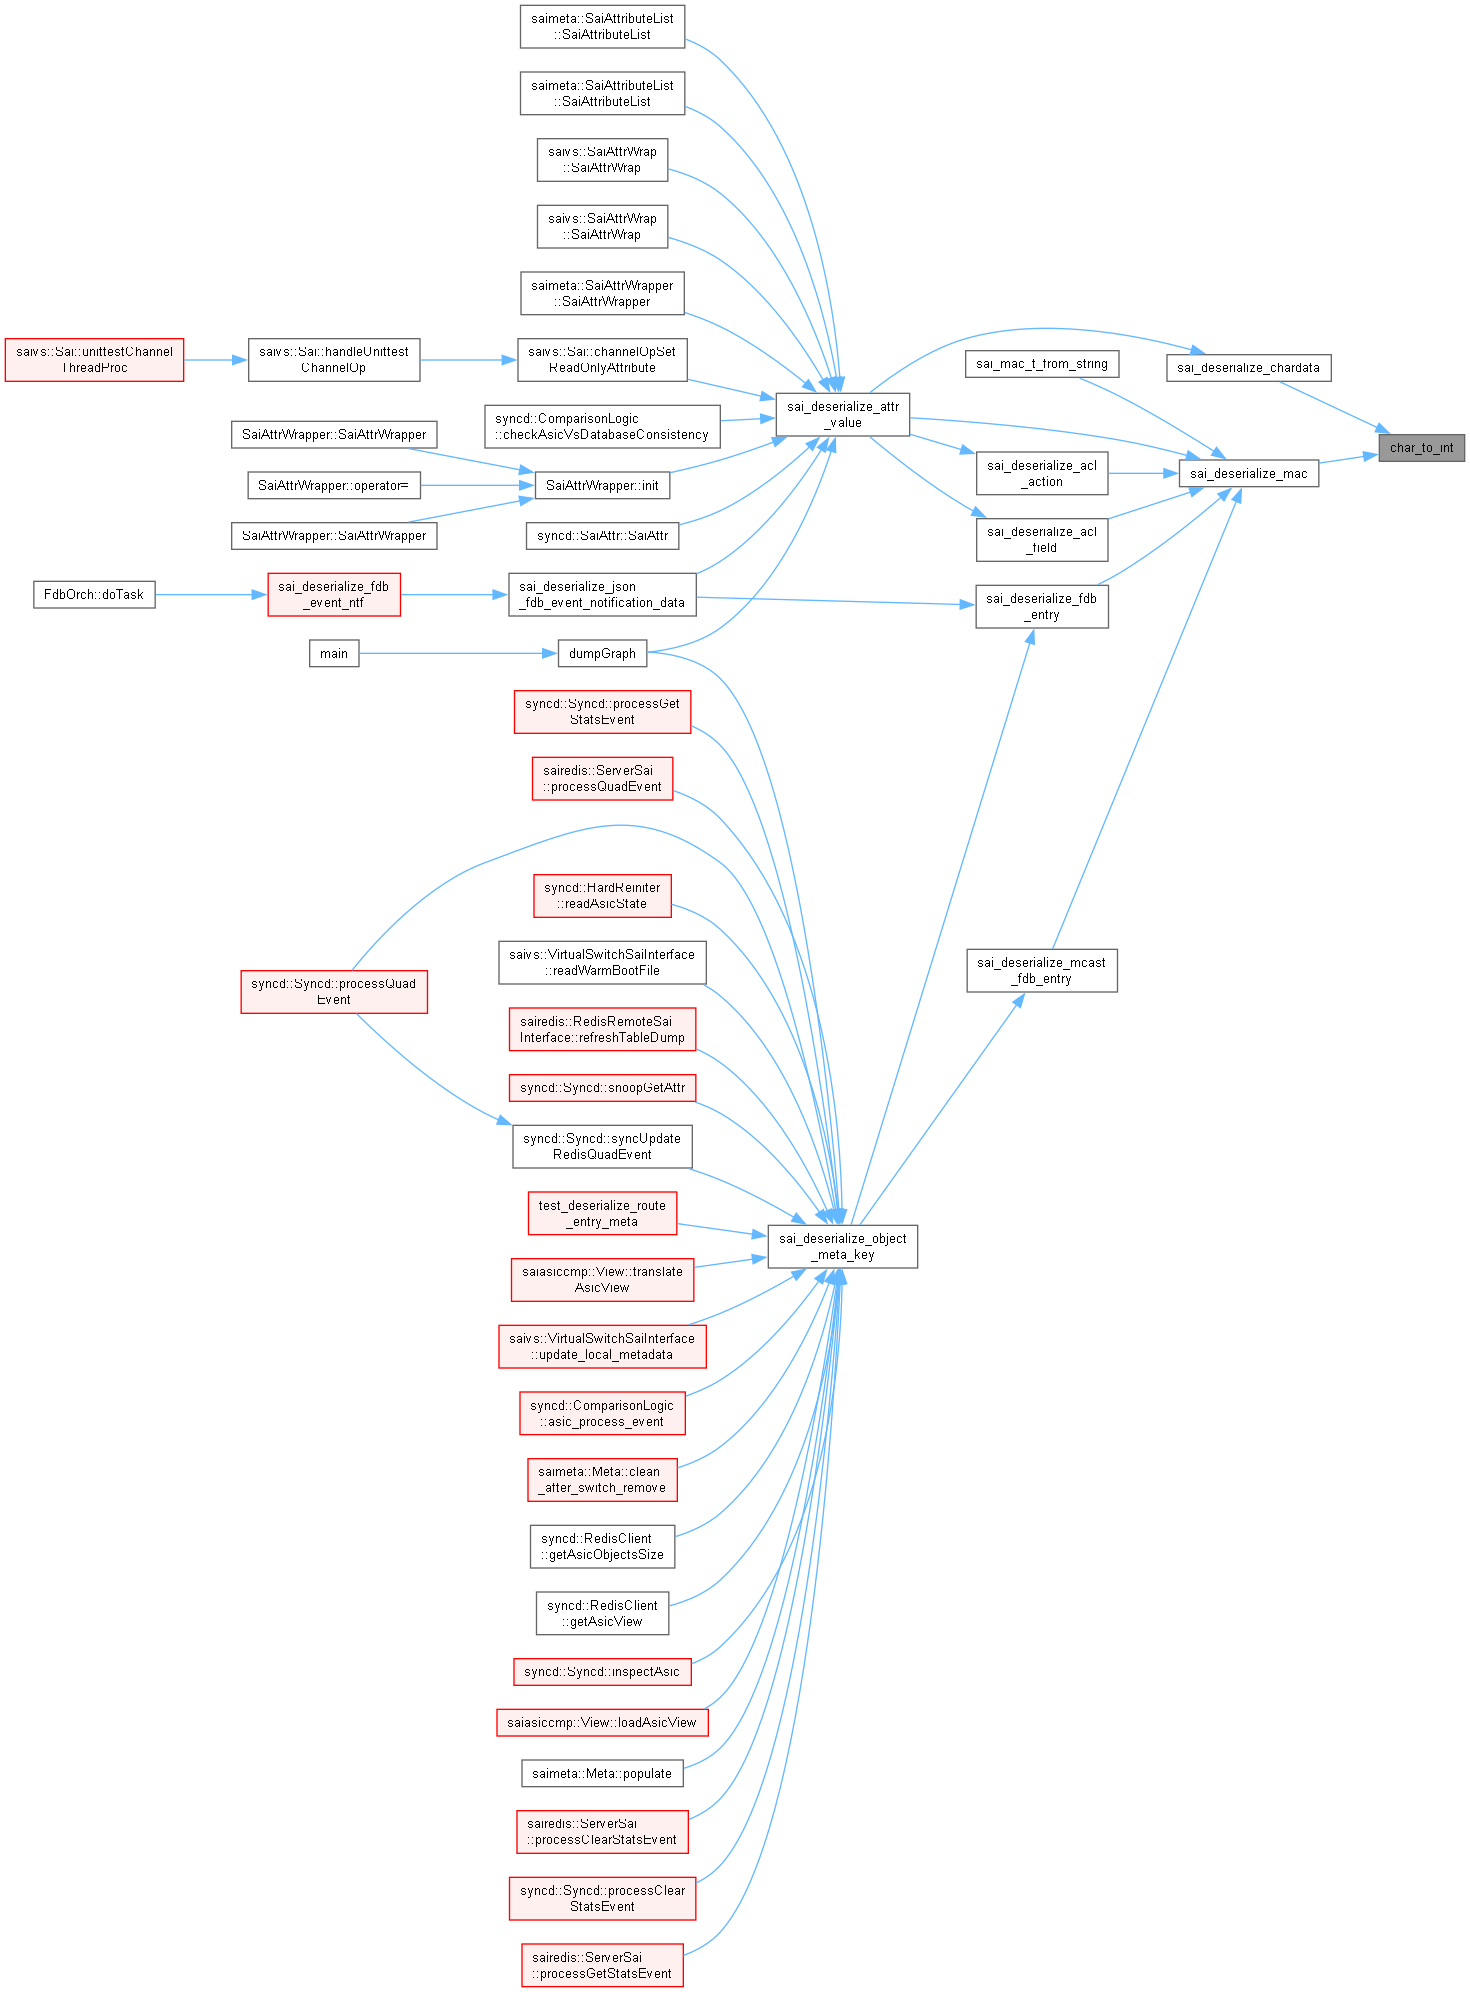 saimeta::SaiAttributeList
::SaiAttributeList
saimeta::SaiAttributeList
::SaiAttributeList
saivs::SaiAttrWrap
::SaiAttrWrap
saivs::SaiAttrWrap
::SaiAttrWrap
saimeta::SaiAttrWrapper
::SaiAttrWrapper
saivs::Sai::unittestChannel
ThreadProc
saivs::Sai::handleUnittest
ChannelOp
saivs::Sai::channelOpSet
ReadOnlyAttribute
sai_mac_t_from_string
sai_deserialize_chardata
sai_deserialize_attr
_value
syncd::ComparisonLogic
::checkAsicVsDatabaseConsistency
SaiAttrWrapper::SaiAttrWrapper
char_to_int
sai_deserialize_acl
_action
sai_deserialize_mac
SaiAttrWrapper::operator=
SaiAttrWrapper::init
SaiAttrWrapper::SaiAttrWrapper
syncd::SaiAttr::SaiAttr
sai_deserialize_acl
_field
FdbOrch::doTask
sai_deserialize_fdb
_event_ntf
sai_deserialize_json
_fdb_event_notification_data
sai_deserialize_fdb
_entry
main
dumpGraph
syncd::Syncd::processGet
StatsEvent
sairedis::ServerSai
::processQuadEvent
syncd::HardReiniter
::readAsicState
saivs::VirtualSwitchSaiInterface
::readWarmBootFile
sai_deserialize_mcast
_fdb_entry
syncd::Syncd::processQuad
Event
sairedis::RedisRemoteSai
Interface::refreshTableDump
syncd::Syncd::snoopGetAttr
syncd::Syncd::syncUpdate
RedisQuadEvent
test_deserialize_route
_entry_meta
sai_deserialize_object
_meta_key
saiasiccmp::View::translate
AsicView
saivs::VirtualSwitchSaiInterface
::update_local_metadata
syncd::ComparisonLogic
::asic_process_event
saimeta::Meta::clean
_after_switch_remove
syncd::RedisClient
::getAsicObjectsSize
syncd::RedisClient
::getAsicView
syncd::Syncd::inspectAsic
saiasiccmp::View::loadAsicView
saimeta::Meta::populate
sairedis::ServerSai
::processClearStatsEvent
syncd::Syncd::processClear
StatsEvent
sairedis::ServerSai
::processGetStatsEvent